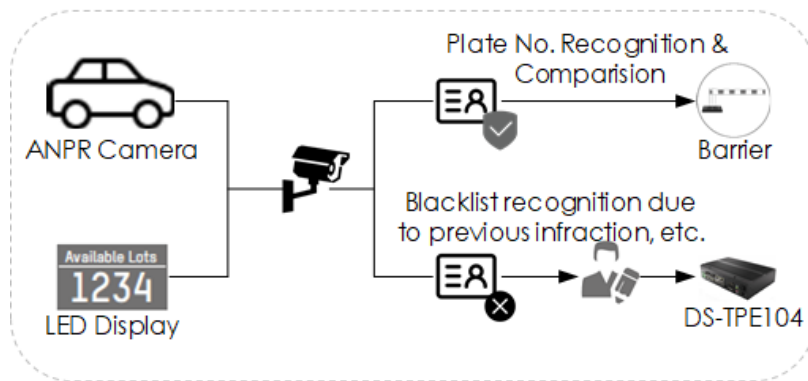 Plate No. Recognition &
Comparision
ANPR Camera
Barrier
Blacklist recognition due
to previous infraction, etc.
Available Lots
1234
LED Display
DS-TPE104